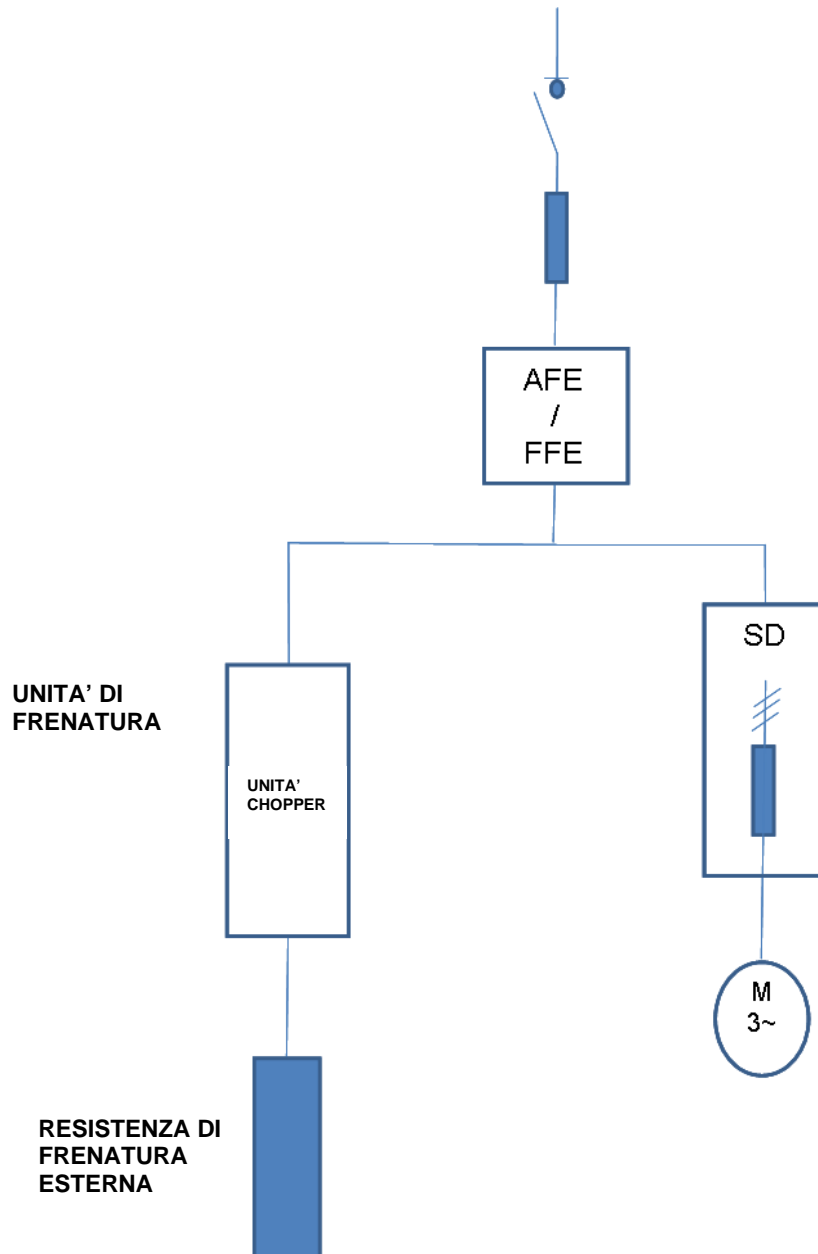 AFE
/
FFE
SD
UNITA’ DI
FRENATURA
UNITA’
CHOPPER
M
3~
RESISTENZA DI
FRENATURA
ESTERNA